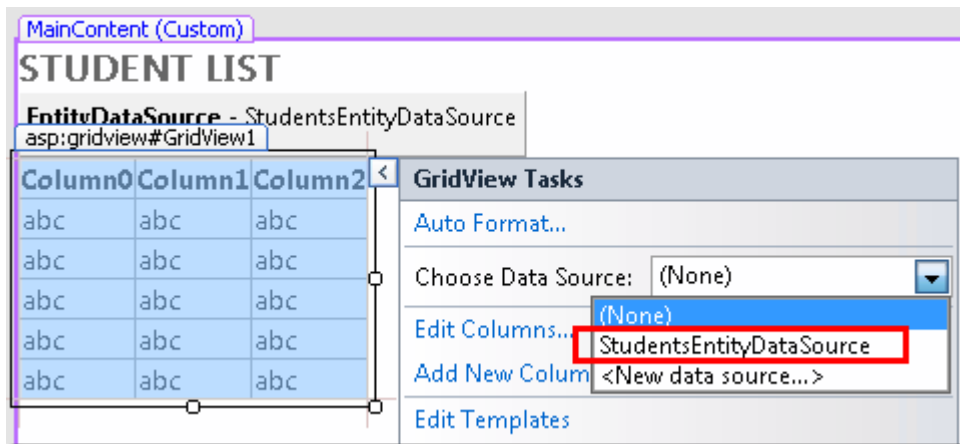 MainContent (Custom)
STUDENT LIST
EntityDataSource - StudentsEntityDataSource
asp:gridview#GridView1
Column0 Column1 Column2
abc abc abc
abc abc abc
abc abc abc
abc abc abc
abc abc abc
<
GridView Tasks
Auto Format...
Choose Data Source: (None)
(None)
StudentsEntityDataSource
<New data source...>
Edit Columns...
Add New Colum
Edit Templates